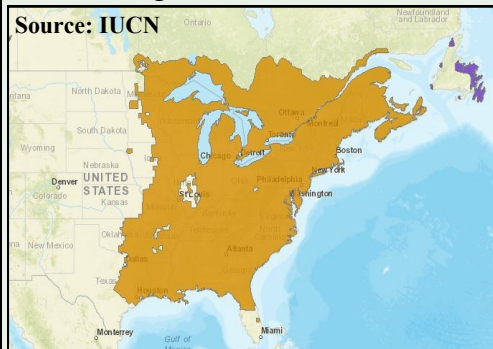 Source: IUCN
Ontario
Newfoundland
and Labrador
North Dakota
Ottawa
Montreal
South Dakota
Toronto
Wyoming
Boston
Chicago
Detroit
Nebraska
New York
Denver
UNITED
Philadelphia
STATES
St Louis
Washington
Colorado
Kansas
New Mexico
Atlanta
Dallas
Texas
Houston
Monterrey
Gulf of
Miami